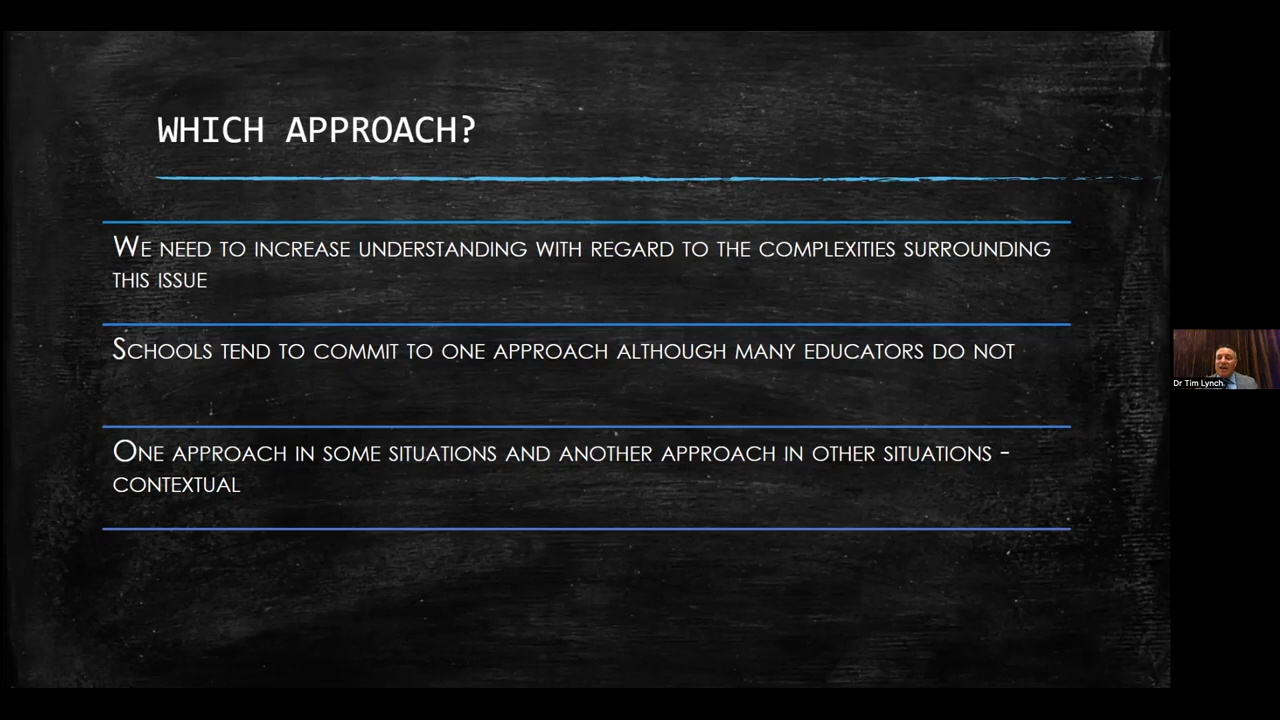 WHICH APPROACH?
WE NEED TO INCREASE UNDERSTANDING WITH REGARD TO THE COMPLEXITIES SURROUNDING
THIS ISSUE
SCHOOLS TEND TO COMMIT TO ONE APPROACH ALTHOUGH MANY EDUCATORS DO NOT
ONE APPROACH IN SOME SITUATIONS AND ANOTHER APPROACH IN OTHER SITUATIONS -
CONTEXTUAL
Dr Tim Lynch